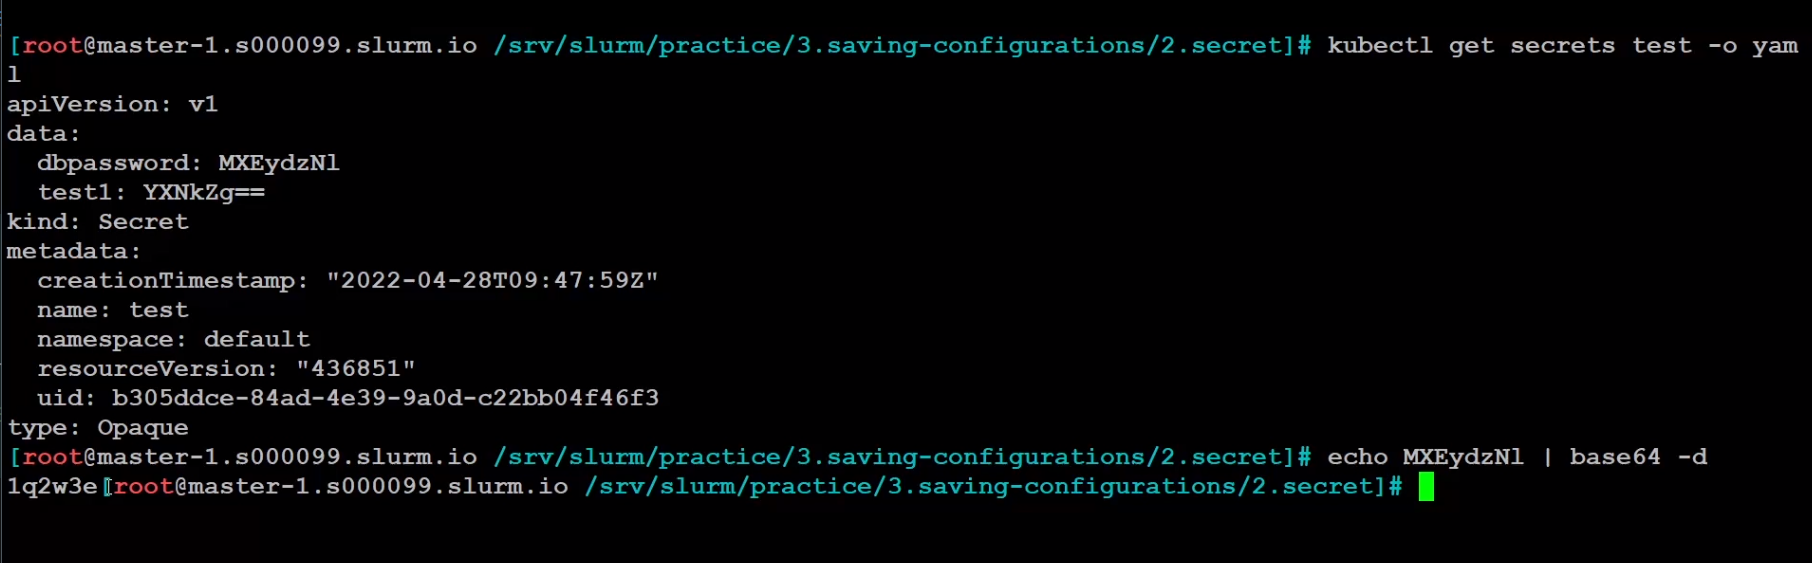 [root@master-1.s000099.slurm.io /srv/slurm/practice/3.saving-configurations/2.secret]# kubectl get secrets test -o yam
l
apiVersion: v1
data:
  dbpassword: MXEydzNl
  test1: YXNkZg==
kind: Secret
metadata:
  creationTimestamp: "2022-04-28T09:47:59Z"
  name: test
  namespace: default
  resourceVersion: "436851"
  uid: b305ddce-84ad-4e39-9a0d-c22bb04f46f3
type: Opaque
[root@master-1.s000099.slurm.io /srv/slurm/practice/3.saving-configurations/2.secret]# echo MXEydzNl | base64 -d
1q2w3e[root@master-1.s000099.slurm.io /srv/slurm/practice/3.saving-configurations/2.secret]#